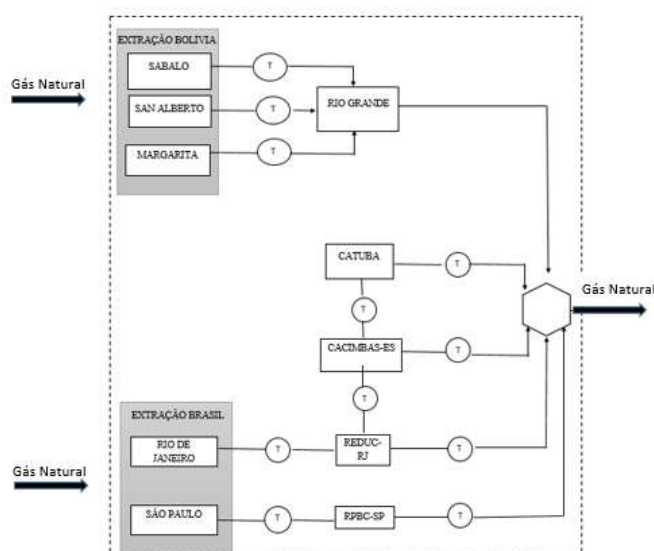 EXTRAÇÃO BOLÍVIA
SABALO
T
Gás Natural
SAN ALBERTO
T
RIO GRANDE
MARGARITA
T
CATUBA
T
T
Gás Natural
CACIMBAS-ES
T
T
EXTRAÇÃO BRASIL
RIO DE
JANEIRO
T
REDUC-
RJ
T
Gás Natural
SÃO PAULO
T
RPBC-SP
T